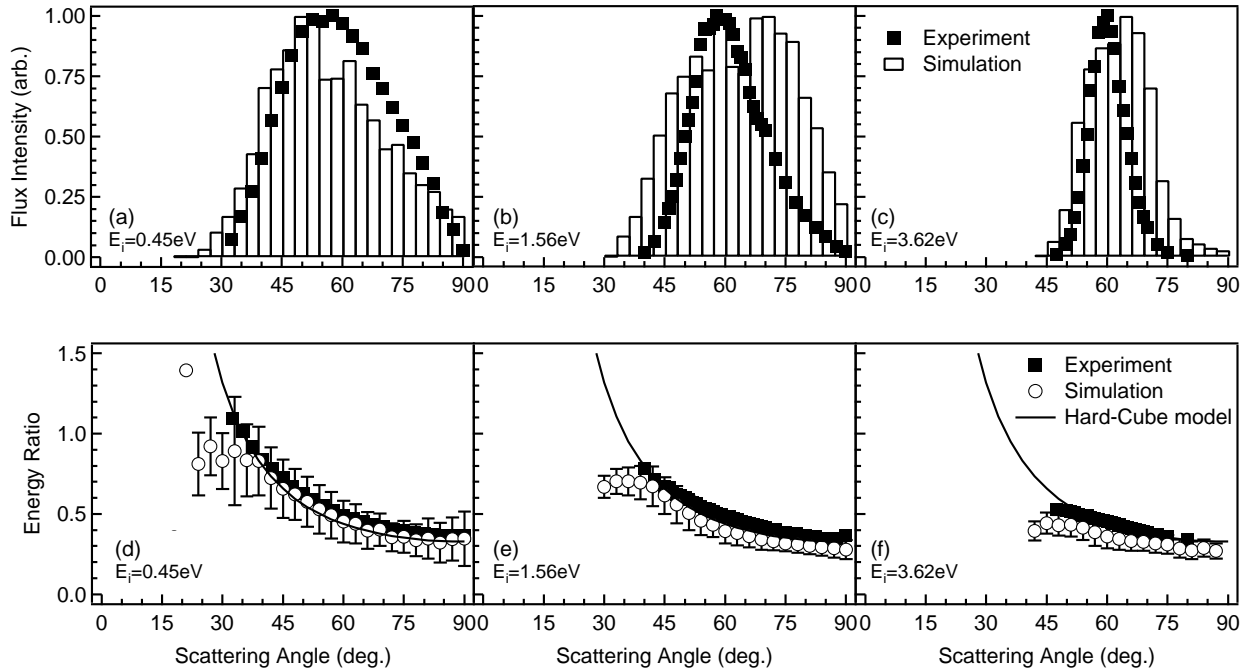 Flux Intensity (arb.)
1.00
0.75
0.50
0.25
0.00
(a)
E_i=0.45eV
(b)
E_i=1.56eV
(c)
E_i=3.62eV
Experiment
Simulation
0 15 30 45 60 75 90 0 15 30 45 60 75 90 0 15 30 45 60 75 90
Energy Ratio
1.5
1.0
0.5
0.0
(d)
E_i=0.45eV
(e)
E_i=1.56eV
(f)
E_i=3.62eV
Experiment
Simulation
Hard-Cube model
0 15 30 45 60 75 90 0 15 30 45 60 75 90 0 15 30 45 60 75 90
Scattering Angle (deg.) Scattering Angle (deg.) Scattering Angle (deg.)